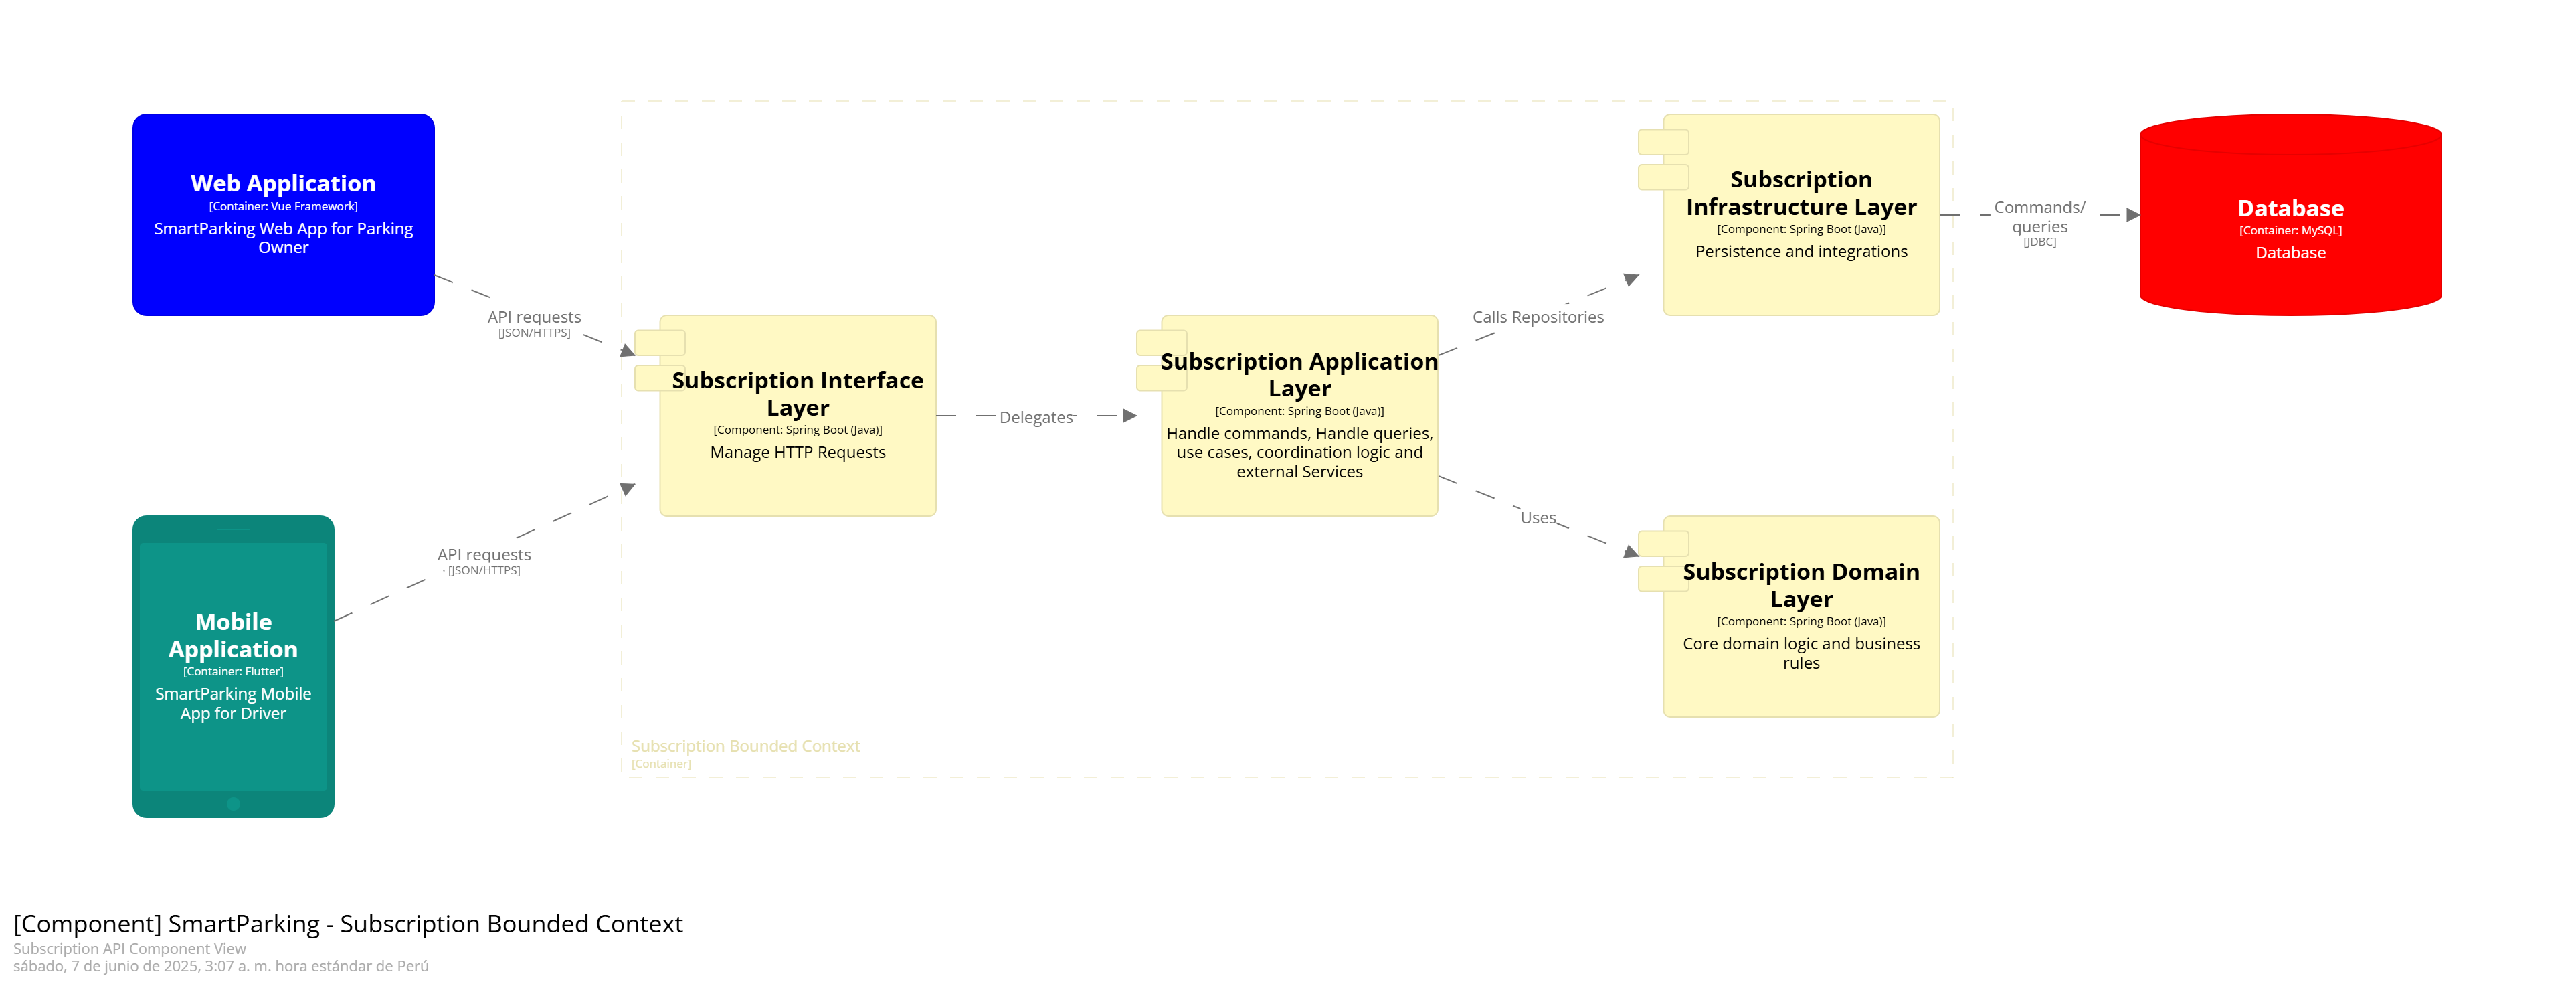 Web Application
[Container: Vue Framework]
SmartParking Web App for Parking
Owner
API requests
[JSON/HTTPS]
Mobile
Application
[Container: Flutter]
SmartParking Mobile
App for Driver
API requests
[JSON/HTTPS]
Subscription Interface
Layer
[Component: Spring Boot (Java)]
Manage HTTP Requests
Delegates
Subscription Application
Layer
[Component: Spring Boot (Java)]
Handle commands, Handle queries,
use cases, coordination logic and
external Services
Calls Repositories
Uses
Subscription
Infrastructure Layer
[Component: Spring Boot (Java)]
Persistence and integrations
Subscription Domain
Layer
[Component: Spring Boot (Java)]
Core domain logic and business
rules
Commands/
queries
[JDBC]
Database
[Container: MySQL]
Database
Subscription Bounded Context
[Container]
[Component] SmartParking - Subscription Bounded Context
Subscription API Component View
sábado, 7 de junio de 2025, 3:07 a. m. hora estándar de Perú